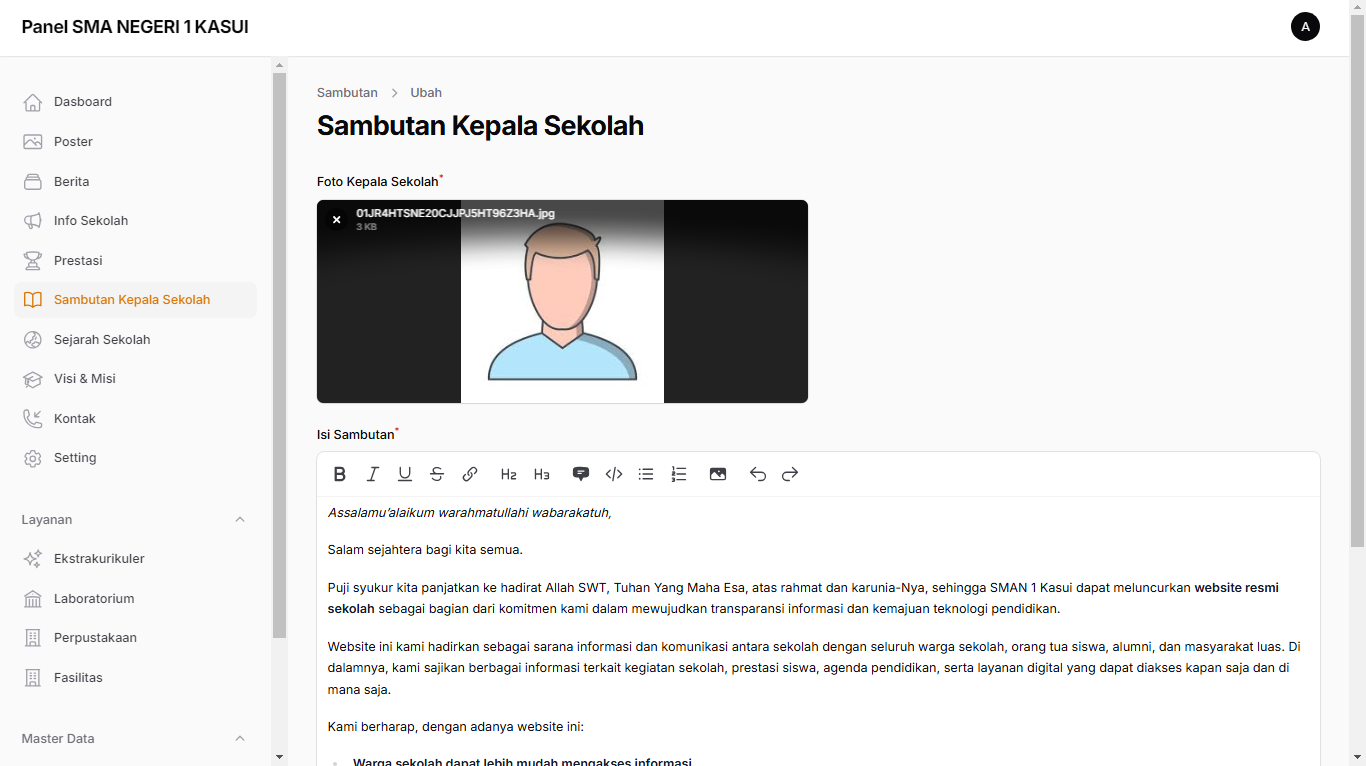 Panel SMA NEGERI 1 KASUI
A
Dasboard
Poster
Berita
Info Sekolah
Prestasi
Sambutan Kepala Sekolah
Sejarah Sekolah
Visi & Misi
Kontak
Setting
Layanan
Ekstrakurikuler
Laboratorium
Perpustakaan
Fasilitas
Master Data
Sambutan > Ubah
Sambutan Kepala Sekolah
Foto Kepala Sekolah*
01JR4HTSNE20CJJPJ5HT96Z3HA.jpg
3 KB
Isi Sambutan*
B I U S H2 H3
Assalamu'alaikum warahmatullahi wabarakatuh,
Salam sejahtera bagi kita semua.
Puji syukur kita panjatkan ke hadirat Allah SWT, Tuhan Yang Maha Esa, atas rahmat dan karunia-Nya, sehingga SMAN 1 Kasui dapat meluncurkan website resmi
sekolah sebagai bagian dari komitmen kami dalam mewujudkan transparansi informasi dan kemajuan teknologi pendidikan.
Website ini kami hadirkan sebagai sarana informasi dan komunikasi antara sekolah dengan seluruh warga sekolah, orang tua siswa, alumni, dan masyarakat luas. Di
dalamnya, kami sajikan berbagai informasi terkait kegiatan sekolah, prestasi siswa, agenda pendidikan, serta layanan digital yang dapat diakses kapan saja dan di
mana saja.
Kami berharap, dengan adanya website ini:
Warga sekolah dapat lebih mudah mengakses informasi